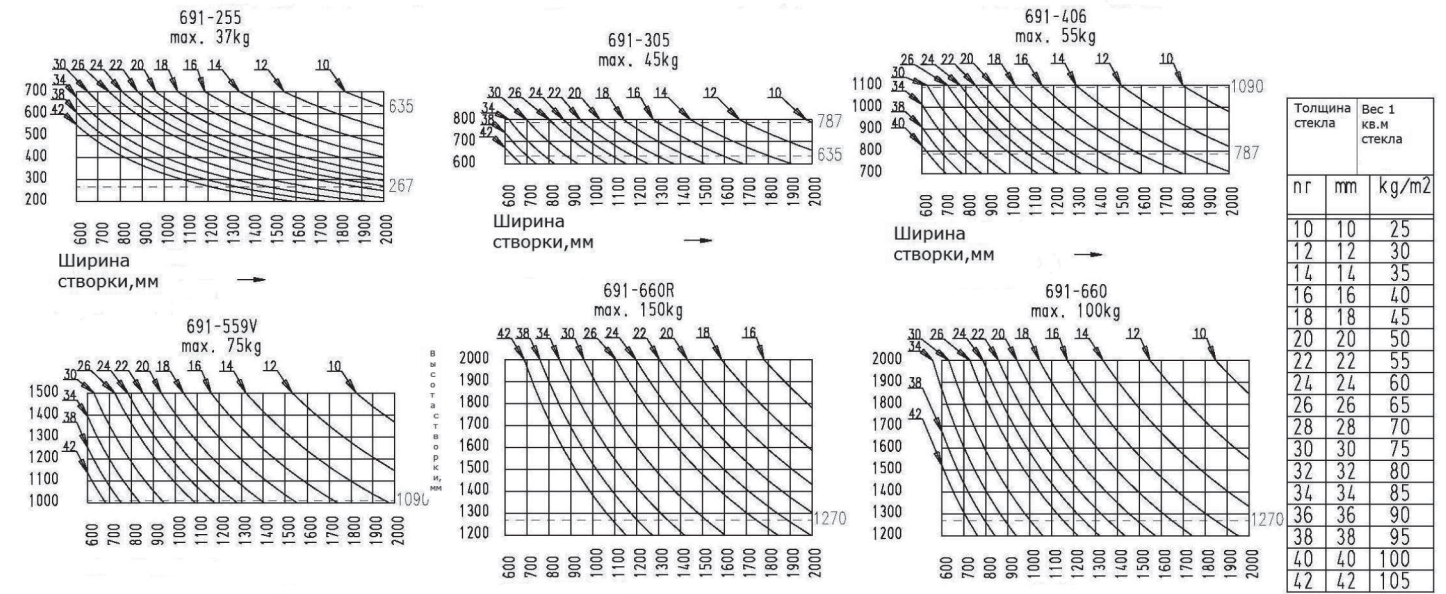 691-255
max. 37kg
30 26 24 22 20 18 16 14 12 10
34
38
42
700
600
500
400
300
200
635
267
600 700 800 900 1000 1100 1200 1300 1400 1500 1600 1700 1800 1900 2000
Ширина
створки,мм
691-305
max. 45kg
30 26 24 22 20 18 16 14 12 10
34
38
42
800
700
600
787
635
600 700 800 900 1000 1100 1200 1300 1400 1500 1600 1700 1800 1900 2000
Ширина
створки,мм
691-406
max. 55kg
26 24 22 20 18 16 14 12 10
30
34
38
40
1100
1000
900
800
700
1090
787
600 700 800 900 1000 1100 1200 1300 1400 1500 1600 1700 1800 1900 2000
Ширина
створки,мм
691-559V
max. 75kg
26 24 22 20 18 16 14 12 10
30
34
38
42
1500
1400
1300
1200
1100
1000
1090
600 700 800 900 1000 1100 1200 1300 1400 1500 1600 1700 1800 1900 2000
Высота створки, мм
691-660R
max. 150kg
42 38 34 30 26 24 22 20 18 16
2000
1900
1800
1700
1600
1500
1400
1300
1200
1270
600 700 800 900 1000 1100 1200 1300 1400 1500 1600 1700 1800 1900 2000
691-660
max. 100kg
30 26 24 22 20 18 16 14 12 10
34
38
42
2000
1900
1800
1700
1600
1500
1400
1300
1200
1270
600 700 800 900 1000 1100 1200 1300 1400 1500 1600 1700 1800 1900 2000
Толщина стекла
Вес 1 кв.м стекла
nr mm kg/m2
10 10 25
12 12 30
14 14 35
16 16 40
18 18 45
20 20 50
22 22 55
24 24 60
26 26 65
28 28 70
30 30 75
32 32 80
34 34 85
36 36 90
38 38 95
40 40 100
42 42 105